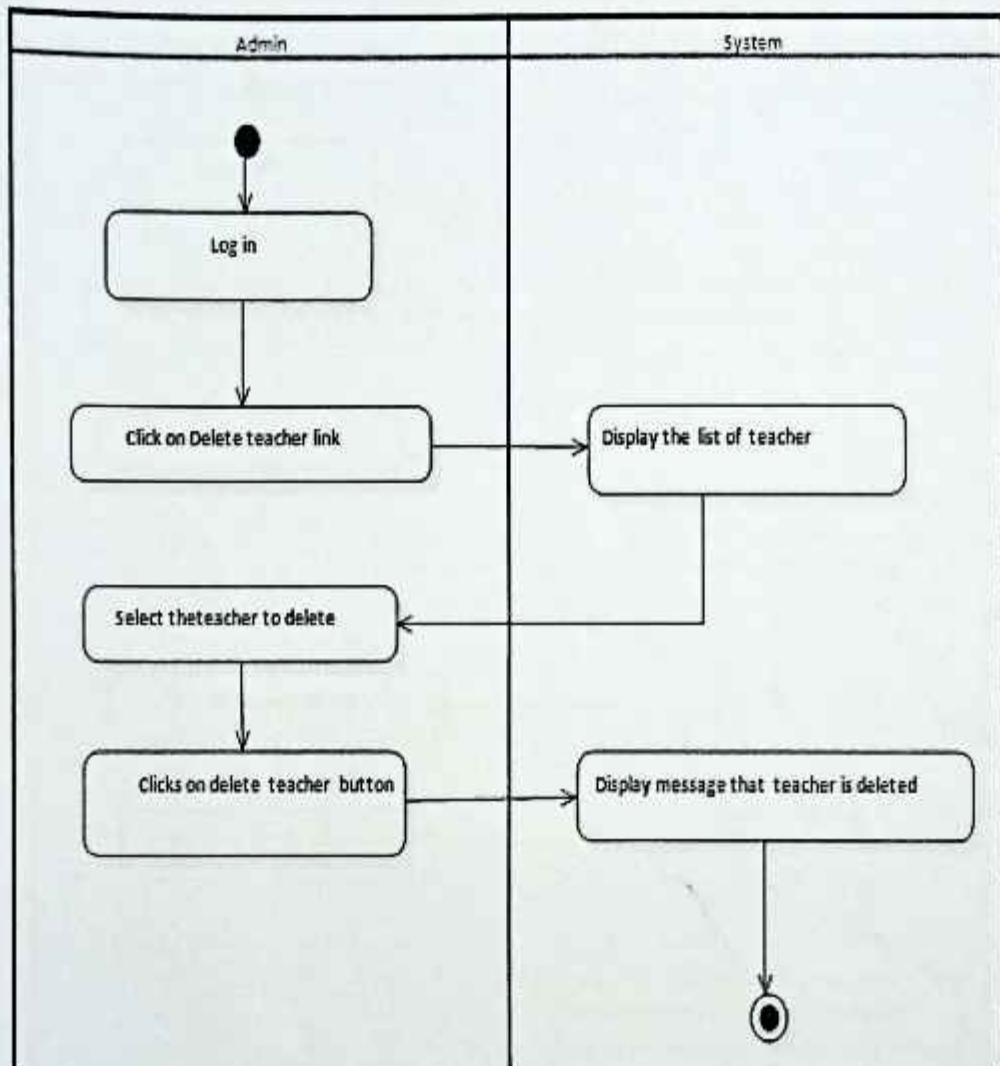 Admin
System
Log in
Click on Delete teacher link
Display the list of teacher
Select theteacher to delete
Clicks on delete teacher button
Display message that teacher is deleted